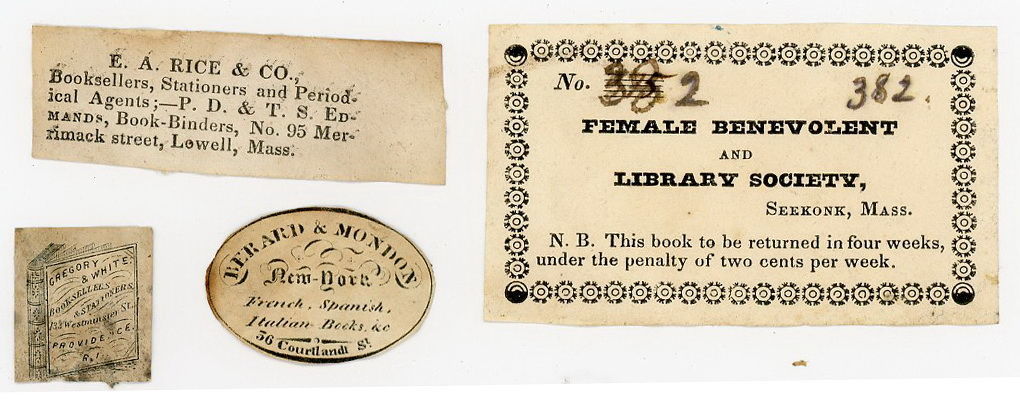 E. A. RICE & CO.,
Booksellers, Stationers and Period-
ical Agents;—P. D. & T. S. ED-
MANDS, Book-Binders, No. 95 Mer-
rimack street, Lowell, Mass.
No. 2 382.
FEMALE BENEVOLENT
AND
LIBRARY SOCIETY,
SEEKONK, MASS.
N. B. This book to be returned in four weeks,
under the penalty of two cents per week.
GREGORY
& WHITE.
BOOKSELLERS,
& STATIONERS,
Westminster St.
PROVIDENCE.
R.I.
BERARD & MONDON
New-York
French, Spanish,
Italian Books, &c
56 Courtlandt St.